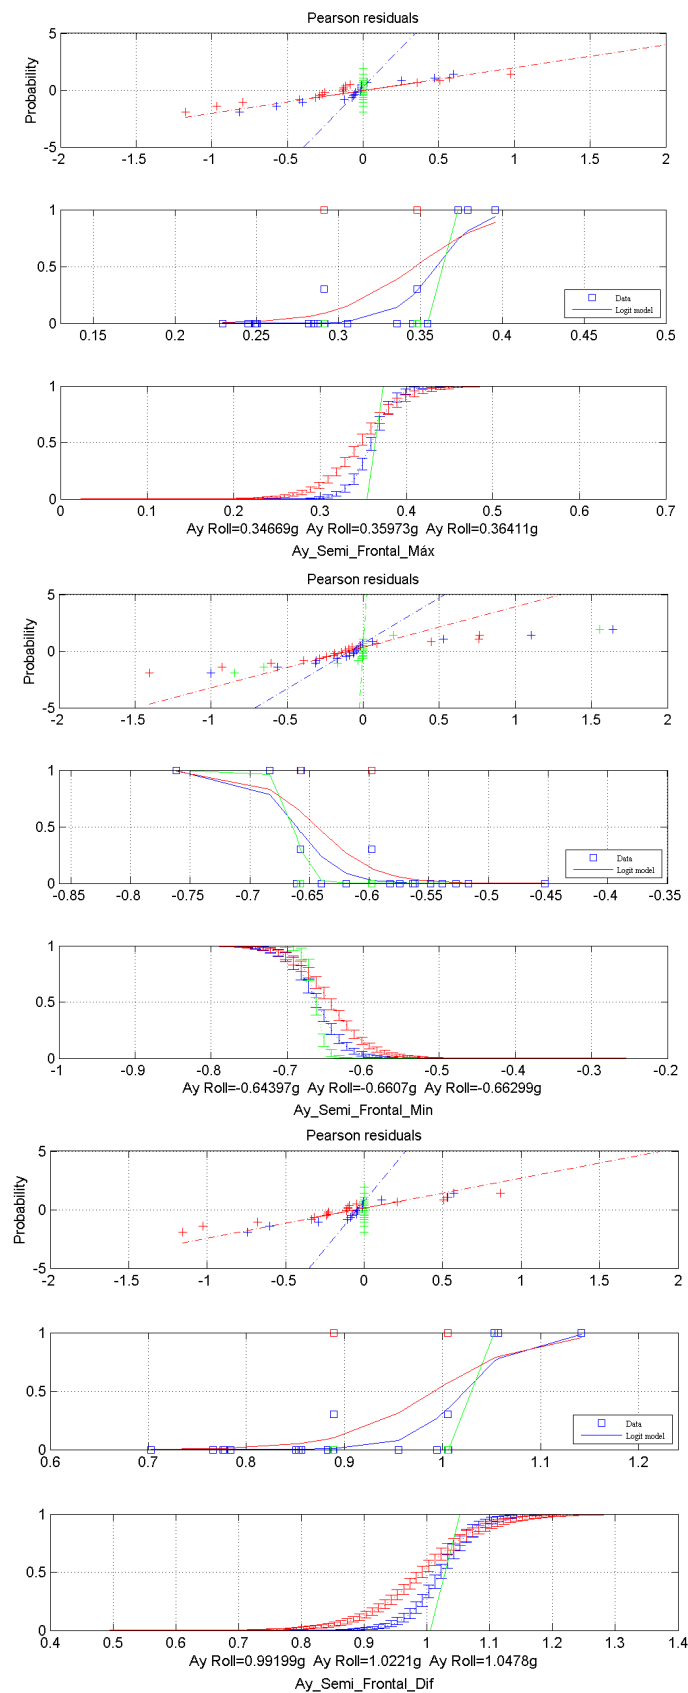 Pearson residuals
5
0
-5
Probability
-2 -1.5 -1 -0.5 0 0.5 1 1.5 2
1
0.5
0
Data
Logit model
0.15 0.2 0.25 0.3 0.35 0.4 0.45 0.5
1
0.5
0
0 0.1 0.2 0.3 0.4 0.5 0.6 0.7
Ay Roll=0.34669g Ay Roll=0.35973g Ay Roll=0.36411g
Ay_Semi_Frontal_Máx
Pearson residuals
5
0
-5
Probability
-2 -1.5 -1 -0.5 0 0.5 1 1.5 2
1
0.5
0
Data
Logit model
-0.85 -0.8 -0.75 -0.7 -0.65 -0.6 -0.55 -0.5 -0.45 -0.4 -0.35
1
0.5
0
-1 -0.9 -0.8 -0.7 -0.6 -0.5 -0.4 -0.3 -0.2
Ay Roll=-0.64397g Ay Roll=-0.6607g Ay Roll=-0.66299g
Ay_Semi_Frontal_Min
Pearson residuals
5
0
-5
Probability
-2 -1.5 -1 -0.5 0 0.5 1 1.5 2
1
0.5
0
Data
Logit model
0.6 0.7 0.8 0.9 1 1.1 1.2
1
0.5
0
0.4 0.5 0.6 0.7 0.8 0.9 1 1.1 1.2 1.3 1.4
Ay Roll=0.99199g Ay Roll=1.0221g Ay Roll=1.0478g
Ay_Semi_Frontal_Dif